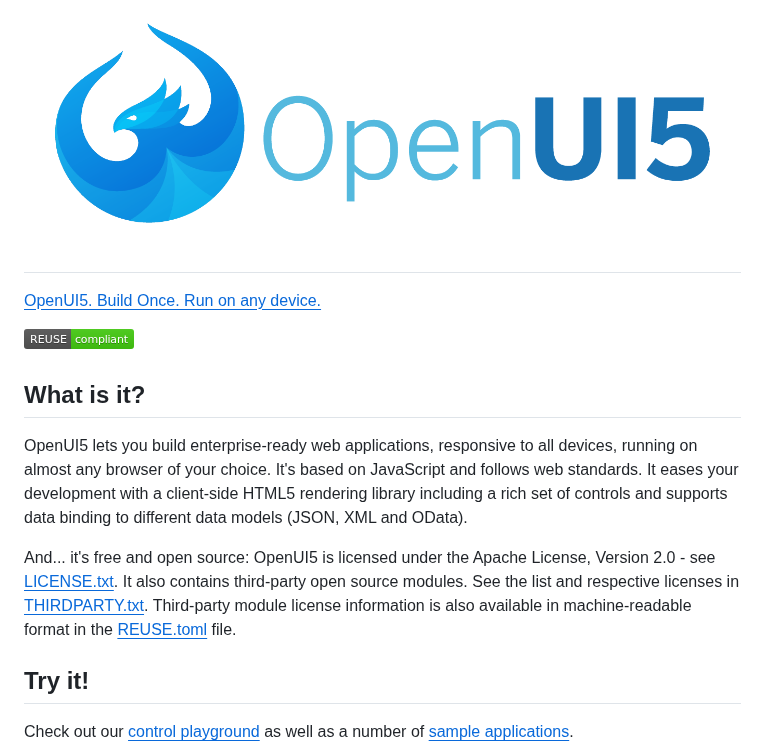 OpenUI5
OpenUI5. Build Once. Run on any device.
REUSE compliant
What is it?
OpenUI5 lets you build enterprise-ready web applications, responsive to all devices, running on
almost any browser of your choice. It's based on JavaScript and follows web standards. It eases your
development with a client-side HTML5 rendering library including a rich set of controls and supports
data binding to different data models (JSON, XML and OData).
And... it's free and open source: OpenUI5 is licensed under the Apache License, Version 2.0 - see
LICENSE.txt. It also contains third-party open source modules. See the list and respective licenses in
THIRDPARTY.txt. Third-party module license information is also available in machine-readable
format in the REUSE.toml file.
Try it!
Check out our control playground as well as a number of sample applications.